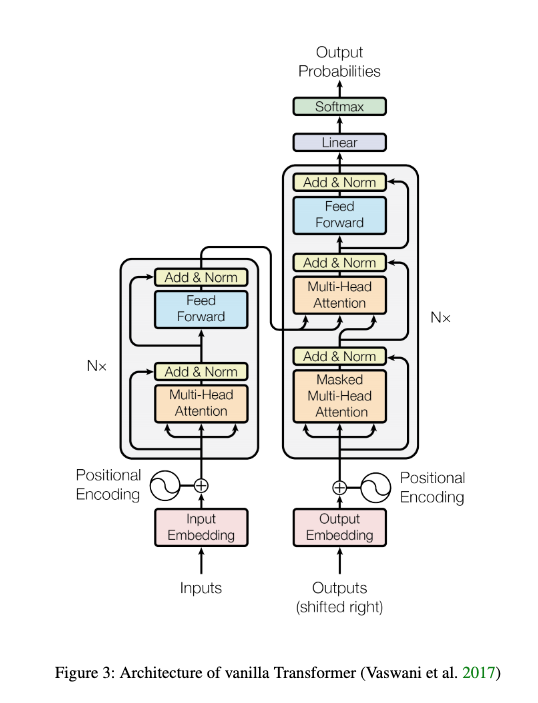 Output
Probabilities
Softmax
Linear
Add & Norm
Feed
Forward
Add & Norm
Multi-Head
Attention
Nx
Add & Norm
Masked
Multi-Head
Attention
Add & Norm
Feed
Forward
Nx
Add & Norm
Multi-Head
Attention
Positional
Encoding
Positional
Encoding
Input
Embedding
Output
Embedding
Inputs
Outputs
(shifted right)
Figure 3: Architecture of vanilla Transformer (Vaswani et al. 2017)